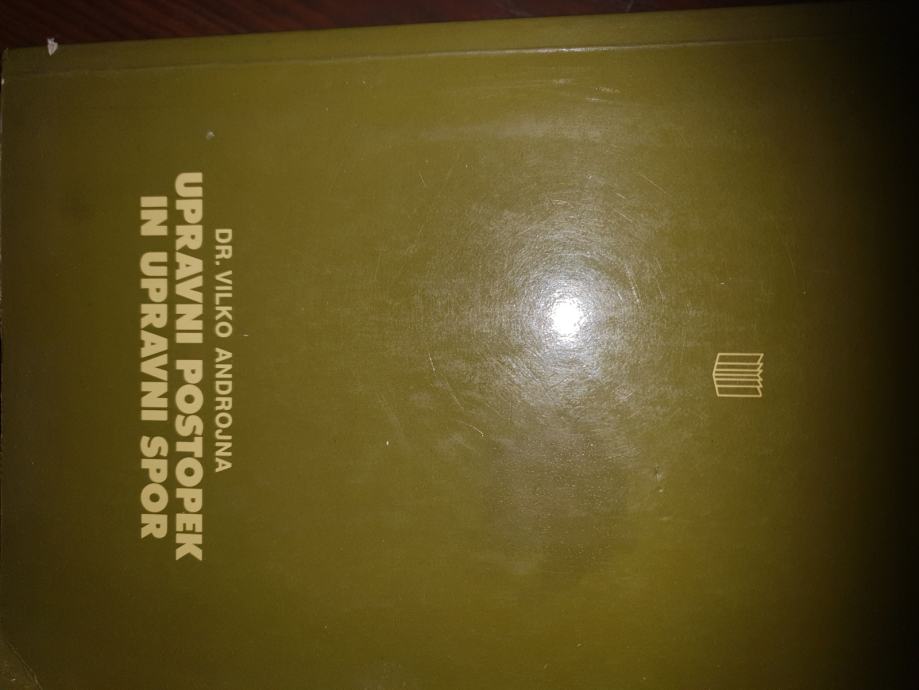 DR. VILKO ANDROJNA
UPRAVNI POSTOPEK
IN UPRAVNI SPOR